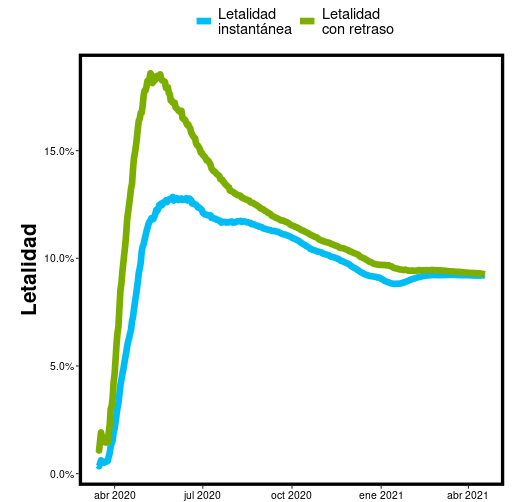 Letalidad
instantánea
Letalidad
con retraso
Letalidad
15.0%
10.0%
5.0%
0.0%
abr 2020
jul 2020
oct 2020
ene 2021
abr 2021